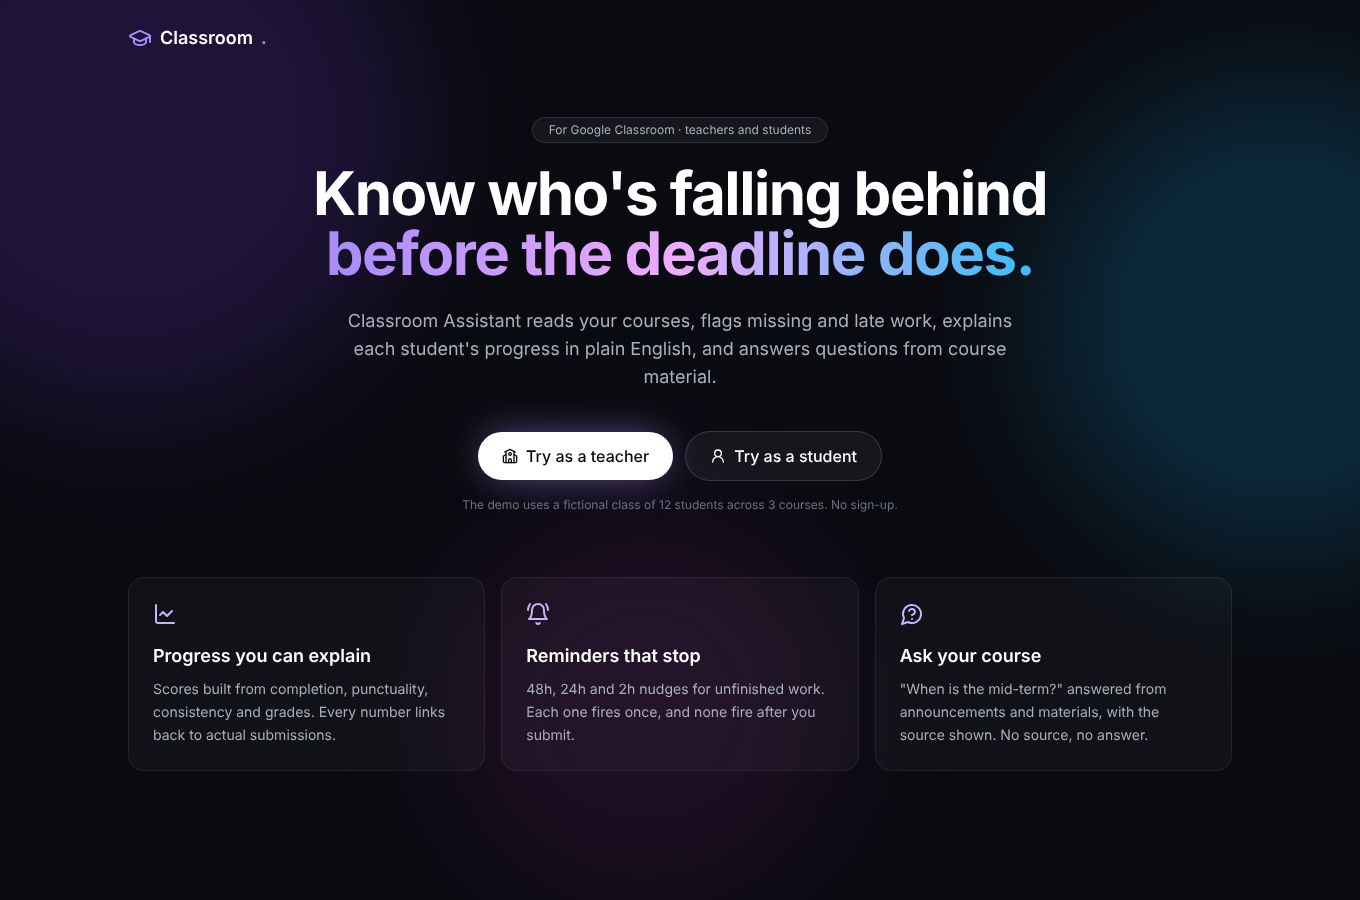 Classroom .
For Google Classroom · teachers and students
Know who's falling behind
before the deadline does.
Classroom Assistant reads your courses, flags missing and late work, explains
each student's progress in plain English, and answers questions from course
material.
Try as a teacher
Try as a student
The demo uses a fictional class of 12 students across 3 courses. No sign-up.
Progress you can explain
Scores built from completion, punctuality,
consistency and grades. Every number links
back to actual submissions.
Reminders that stop
48h, 24h and 2h nudges for unfinished work.
Each one fires once, and none fire after you
submit.
Ask your course
"When is the mid-term?" answered from
announcements and materials, with the
source shown. No source, no answer.